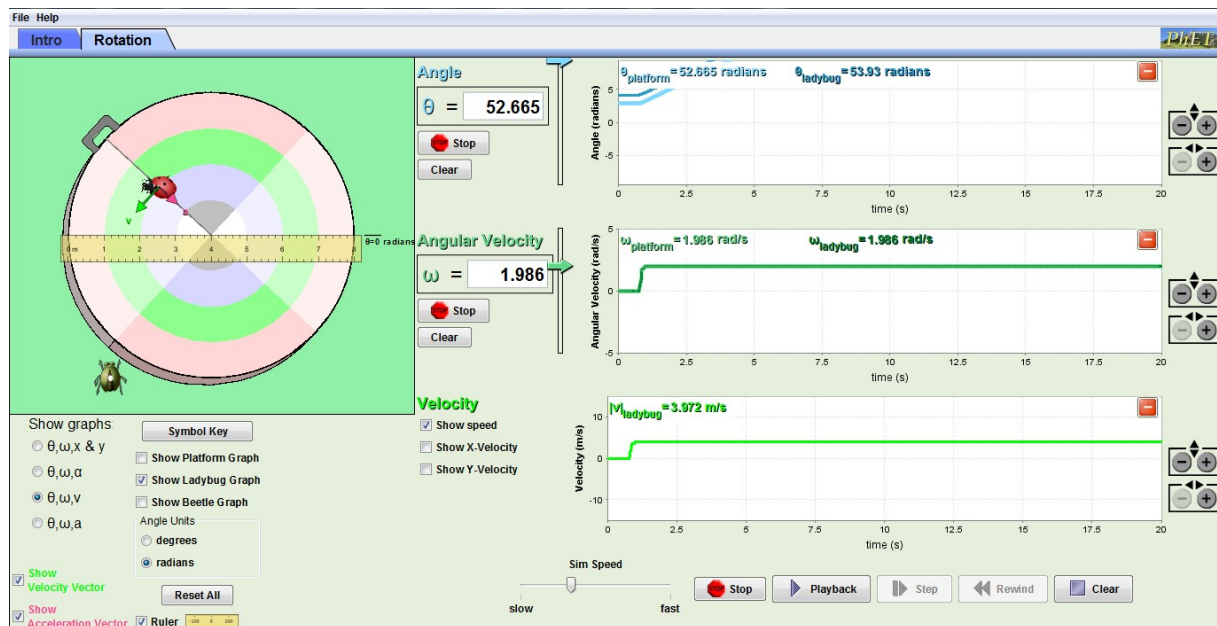 File Help
Intro Rotation
PhET
Angle
θ = 52.665
Stop
Clear
θplatform=52.665 radians θladybug=53.93 radians
Angle (radians)
5
0
-5
0 2.5 5 7.5 10 12.5 15 17.5 20
time (s)
v
0 m 1 2 3 4 5 6 7 8
θ=0 radians
Angular Velocity
ω = 1.986
Stop
Clear
ωplatform=1.986 rad/s ωladybug=1.986 rad/s
Angular Velocity (rad/s)
5
0
-5
0 2.5 5 7.5 10 12.5 15 17.5 20
time (s)
Velocity
Show speed
Show X-Velocity
Show Y-Velocity
|v|ladybug=3.972 m/s
Velocity (m/s)
10
0
-10
0 2.5 5 7.5 10 12.5 15 17.5 20
time (s)
Show graphs:
θ,ω,x & y
θ,ω,α
θ,ω,v
θ,ω,a
Symbol Key
Show Platform Graph
Show Ladybug Graph
Show Beetle Graph
Angle Units
degrees
radians
Show
Velocity Vector
Reset All
Show
Acceleration Vector
Ruler
-100 0 100
Sim Speed
slow fast
Stop Playback Step Rewind Clear